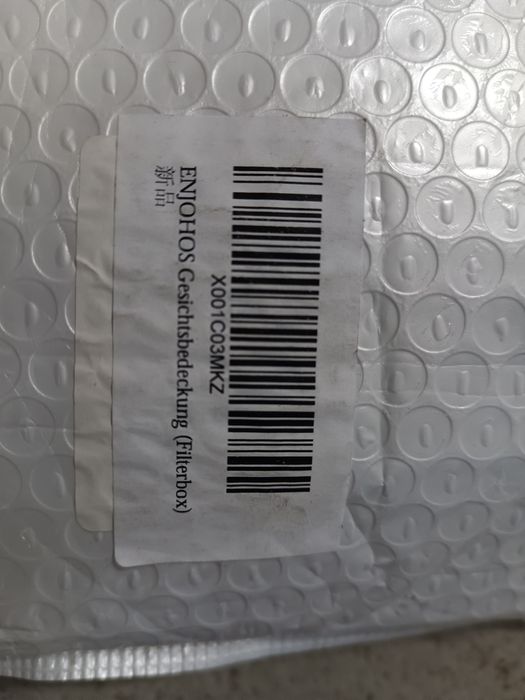 X001C03MKZ
ENJOHOS Gesichtsbedeckung (Filterbox)
新品